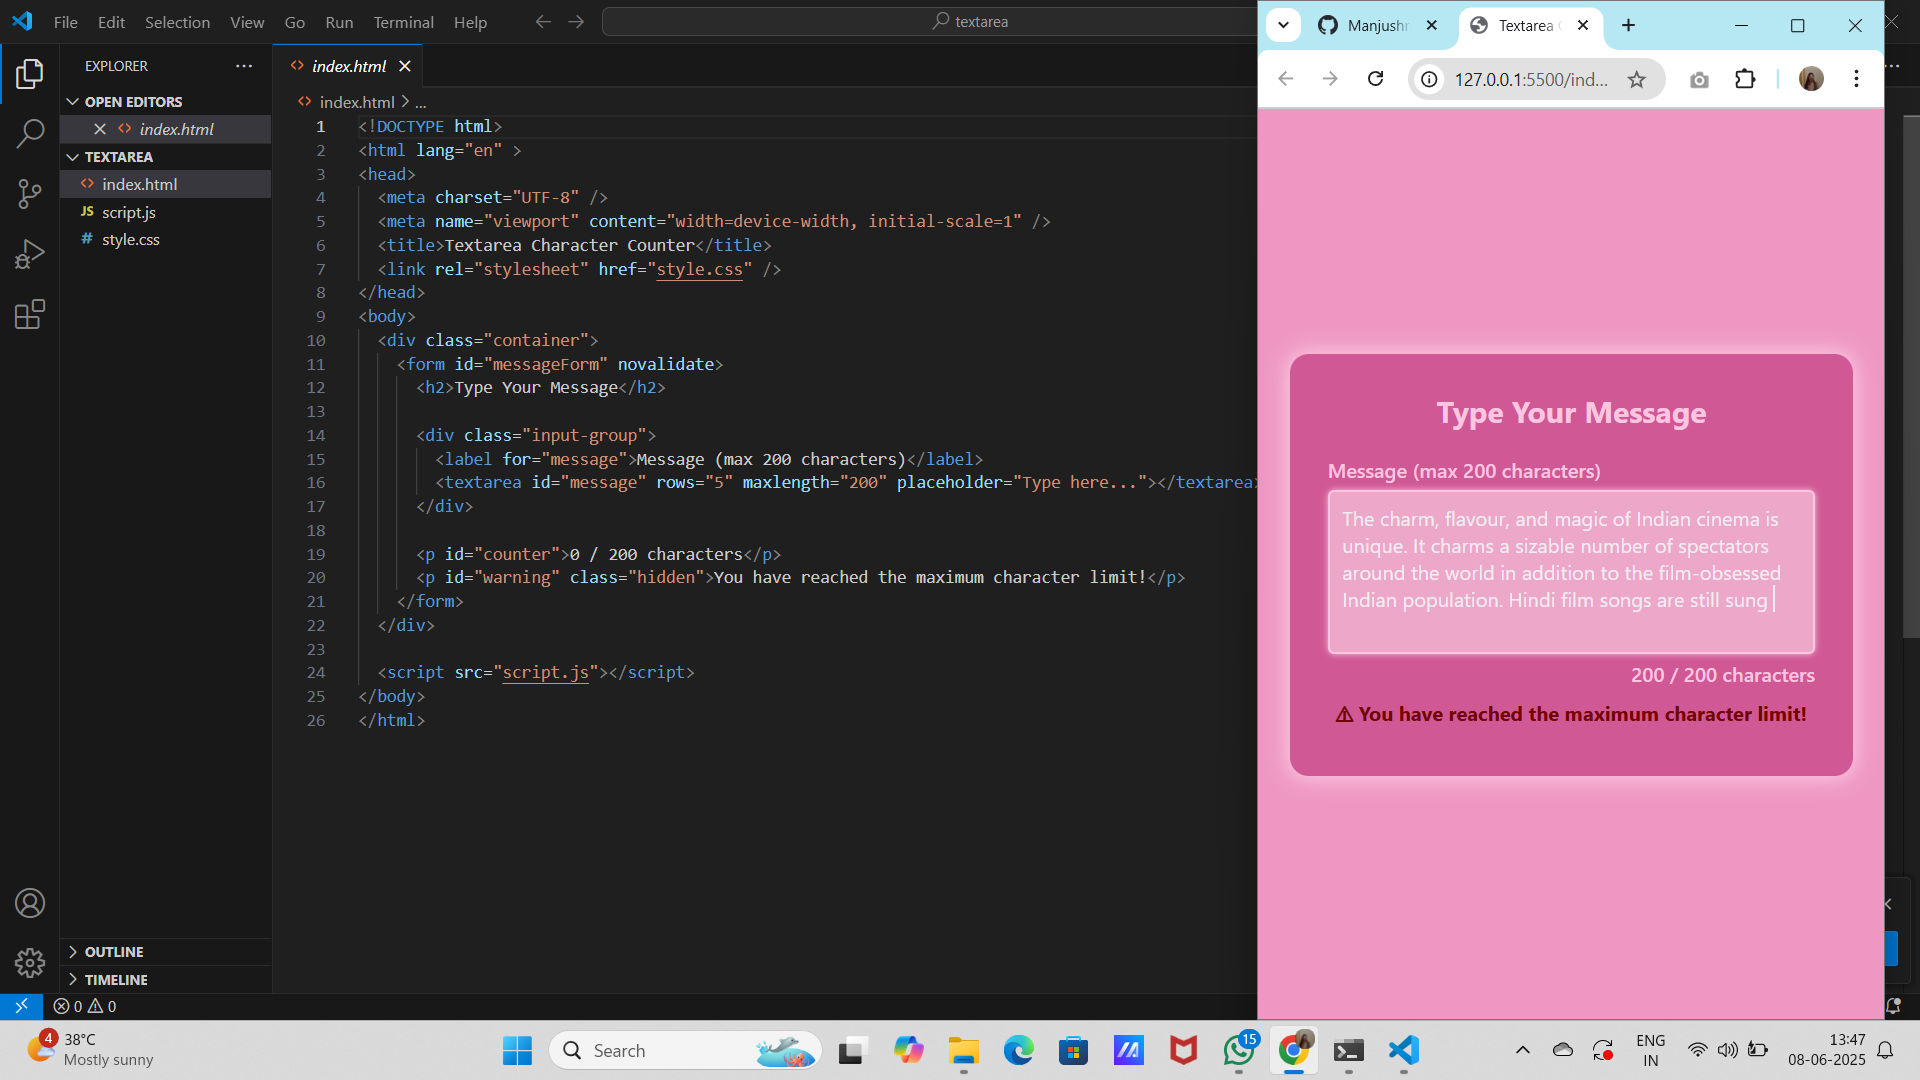 File Edit Selection View Go Run Terminal Help
textarea
EXPLORER
OPEN EDITORS
index.html
TEXTAREA
index.html
JS script.js
# style.css
OUTLINE
TIMELINE
0 0
index.html
index.html > ...
1 <!DOCTYPE html>
2 <html lang="en" >
3 <head>
4 <meta charset="UTF-8" />
5 <meta name="viewport" content="width=device-width, initial-scale=1" />
6 <title>Textarea Character Counter</title>
7 <link rel="stylesheet" href="style.css" />
8 </head>
9 <body>
10 <div class="container">
11 <form id="messageForm" novalidate>
12 <h2>Type Your Message</h2>
13
14 <div class="input-group">
15 <label for="message">Message (max 200 characters)</label>
16 <textarea id="message" rows="5" maxlength="200" placeholder="Type here..."></textarea>
17 </div>
18
19 <p id="counter">0 / 200 characters</p>
20 <p id="warning" class="hidden">You have reached the maximum character limit!</p>
21 </form>
22 </div>
23
24 <script src="script.js"></script>
25 </body>
26 </html>
Manjushr
Textarea
127.0.0.1:5500/ind...
Type Your Message
Message (max 200 characters)
The charm, flavour, and magic of Indian cinema is
unique. It charms a sizable number of spectators
around the world in addition to the film-obsessed
Indian population. Hindi film songs are still sung
200 / 200 characters
⚠ You have reached the maximum character limit!
4
38°C
Mostly sunny
Search
15
ENG
IN
13:47
08-06-2025